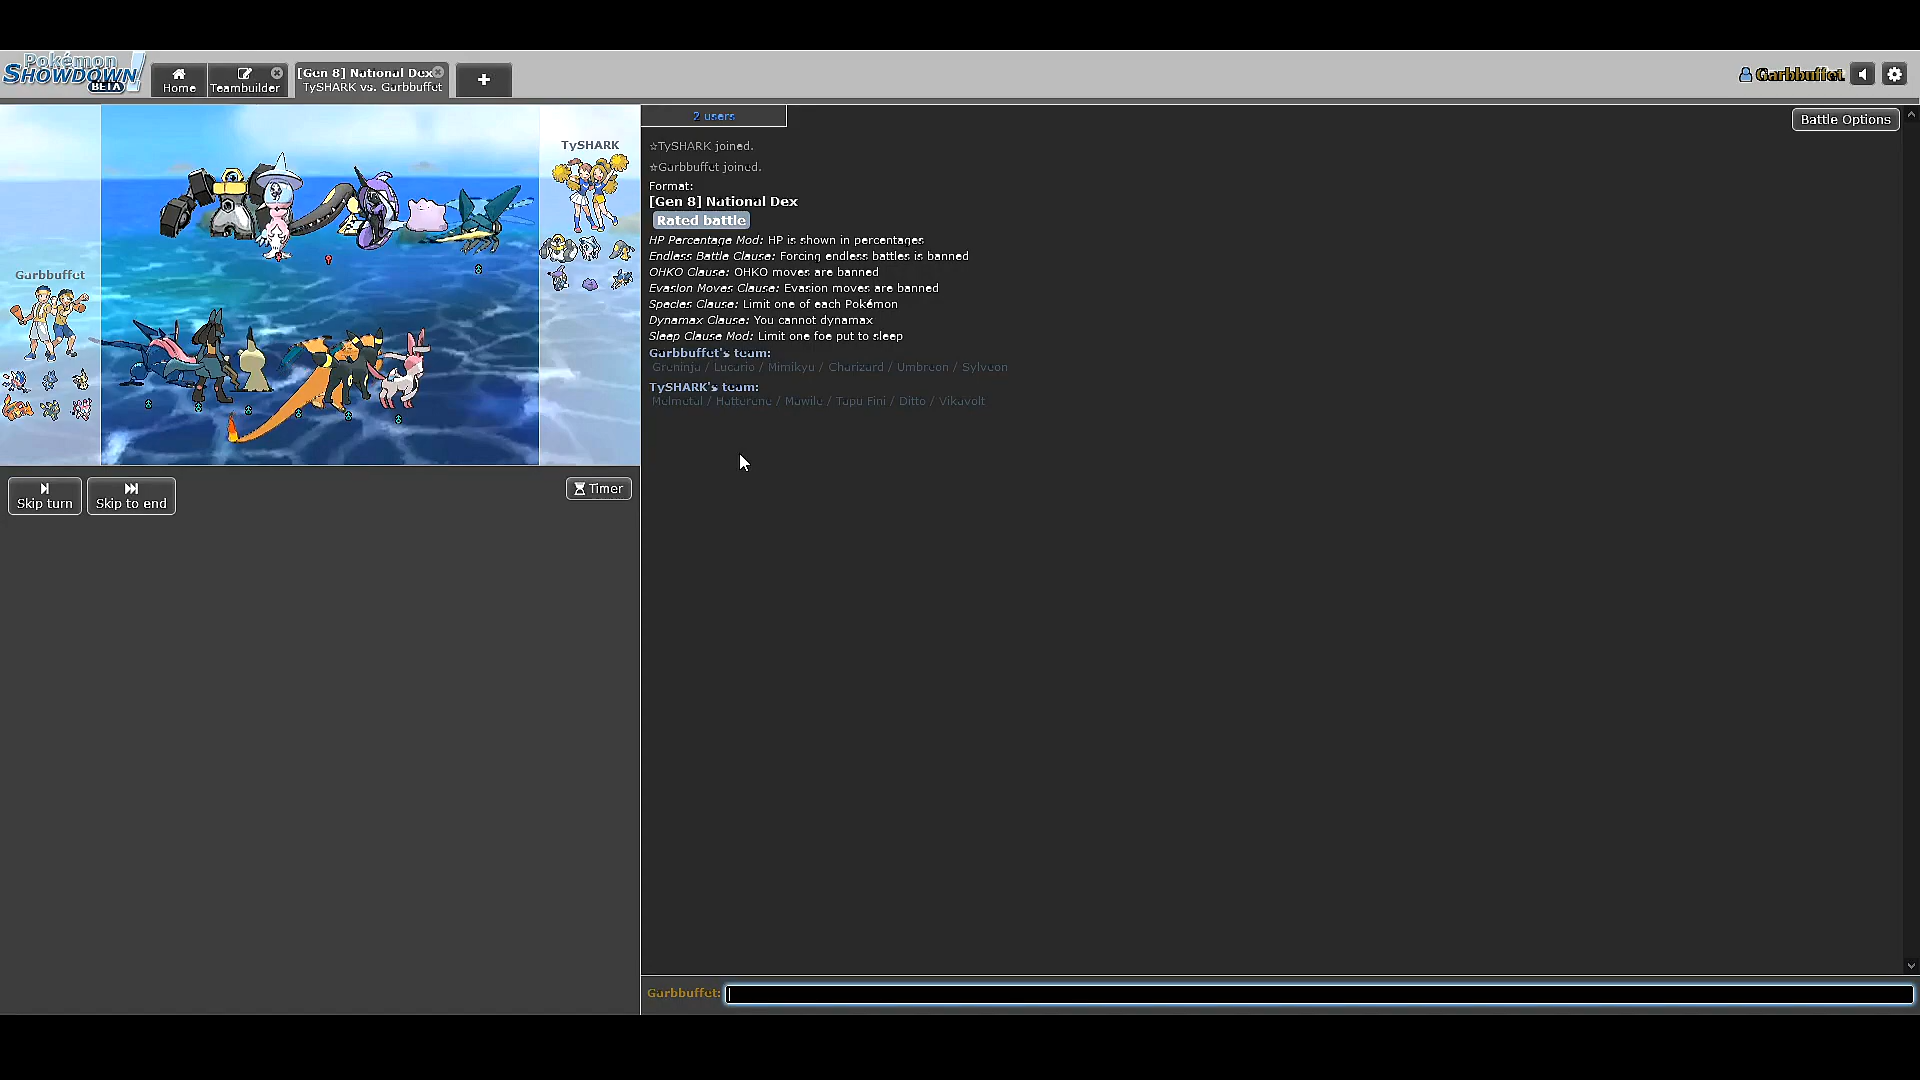 Pokémon
SHOWDOWN!
BETA
Home
Teambuilder
[Gen 8] National Dex
TySHARK vs. Garbbuffet
Garbbuffet
2 users
Battle Options
TySHARK
Garbbuffet
☆TySHARK joined.
☆Garbbuffet joined.
Format:
[Gen 8] National Dex
Rated battle
HP Percentage Mod: HP is shown in percentages
Endless Battle Clause: Forcing endless battles is banned
OHKO Clause: OHKO moves are banned
Evasion Moves Clause: Evasion moves are banned
Species Clause: Limit one of each Pokémon
Dynamax Clause: You cannot dynamax
Sleep Clause Mod: Limit one foe put to sleep
Garbbuffet's team:
Greninja / Lucario / Mimikyu / Charizard / Umbreon / Sylveon
TySHARK's team:
Melmetal / Hatterene / Mawile / Tapu Fini / Ditto / Vikavolt
Skip turn
Skip to end
Timer
Garbbuffet: